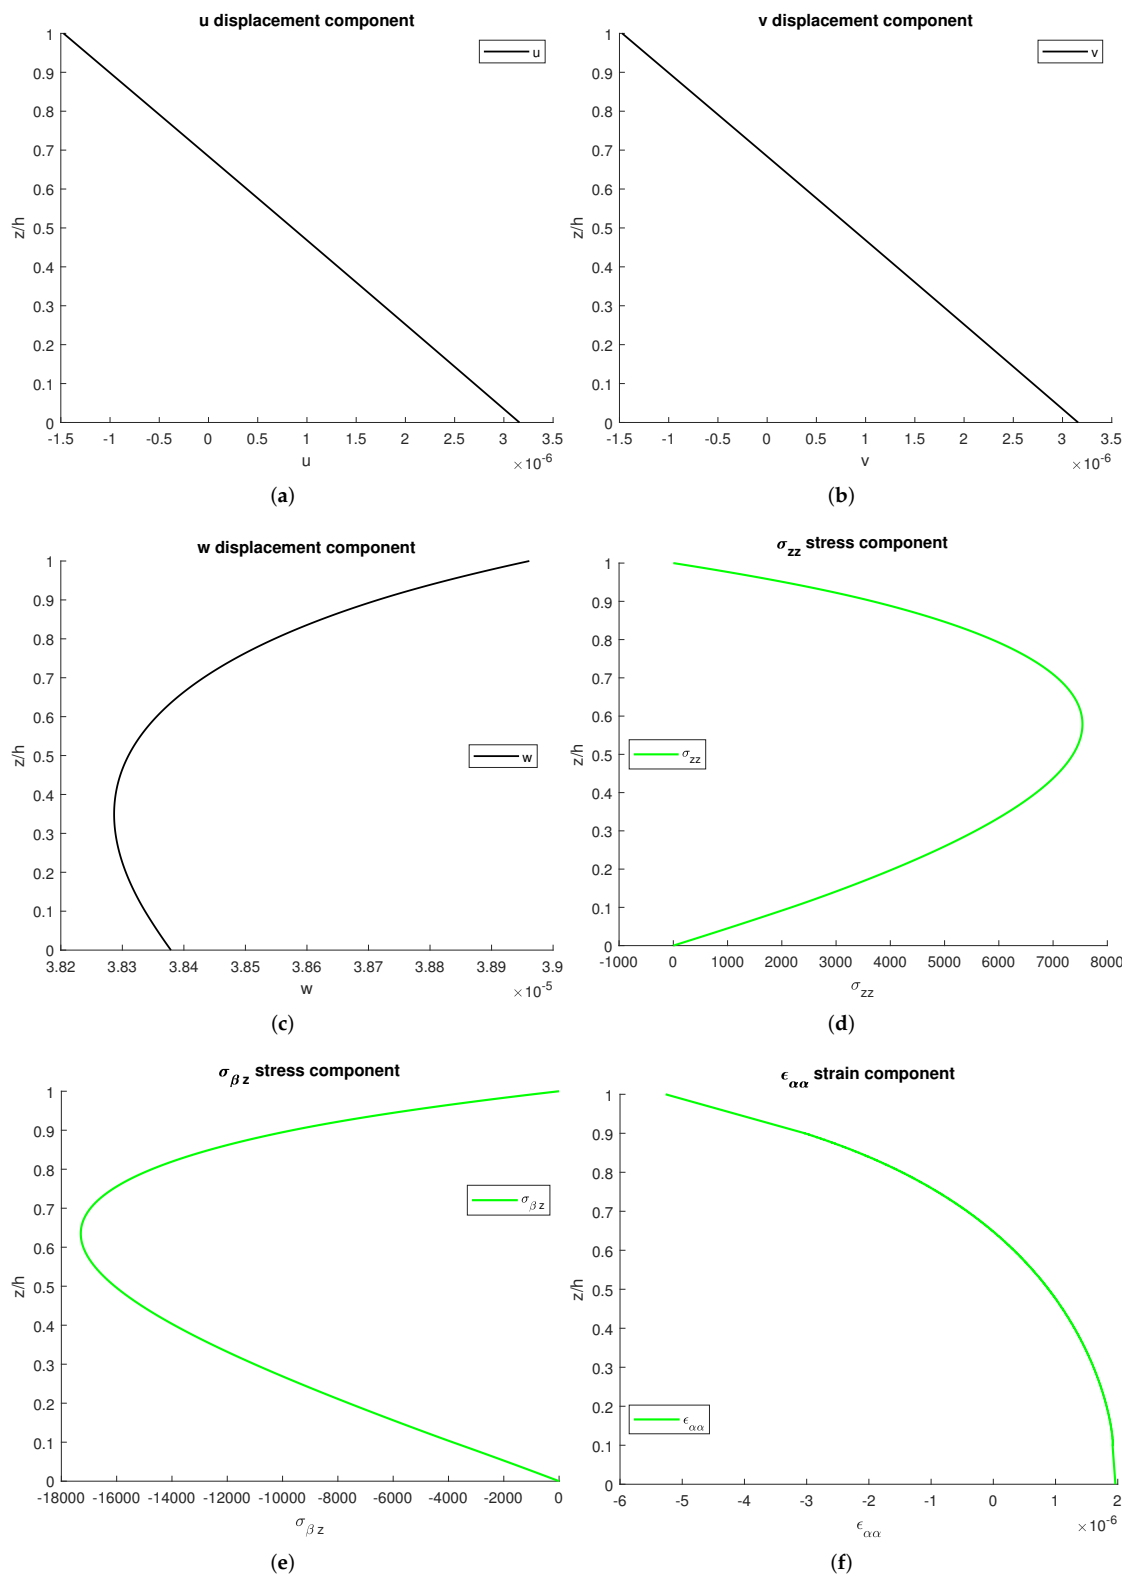 u displacement component
1
0.9
0.8
0.7
0.6
0.5
0.4
0.3
0.2
0.1
0
z/h
u
-1.5 -1 -0.5 0 0.5 1 1.5 2 2.5 3 3.5
u ×10^-6
(a)
v displacement component
1
0.9
0.8
0.7
0.6
0.5
0.4
0.3
0.2
0.1
0
z/h
v
-1.5 -1 -0.5 0 0.5 1 1.5 2 2.5 3 3.5
v ×10^-6
(b)
w displacement component
1
0.9
0.8
0.7
0.6
0.5
0.4
0.3
0.2
0.1
0
z/h
w
3.82 3.83 3.84 3.85 3.86 3.87 3.88 3.89 3.9
w ×10^-5
(c)
σ_zz stress component
1
0.9
0.8
0.7
0.6
0.5
0.4
0.3
0.2
0.1
0
z/h
σ_zz
-1000 0 1000 2000 3000 4000 5000 6000 7000 8000
σ_zz
(d)
σ_β z stress component
1
0.9
0.8
0.7
0.6
0.5
0.4
0.3
0.2
0.1
0
z/h
σ_β z
-18000 -16000 -14000 -12000 -10000 -8000 -6000 -4000 -2000 0
σ_β z
(e)
ϵ_αα strain component
1
0.9
0.8
0.7
0.6
0.5
0.4
0.3
0.2
0.1
0
z/h
ϵ_αα
-6 -5 -4 -3 -2 -1 0 1 2
ϵ_αα ×10^-6
(f)